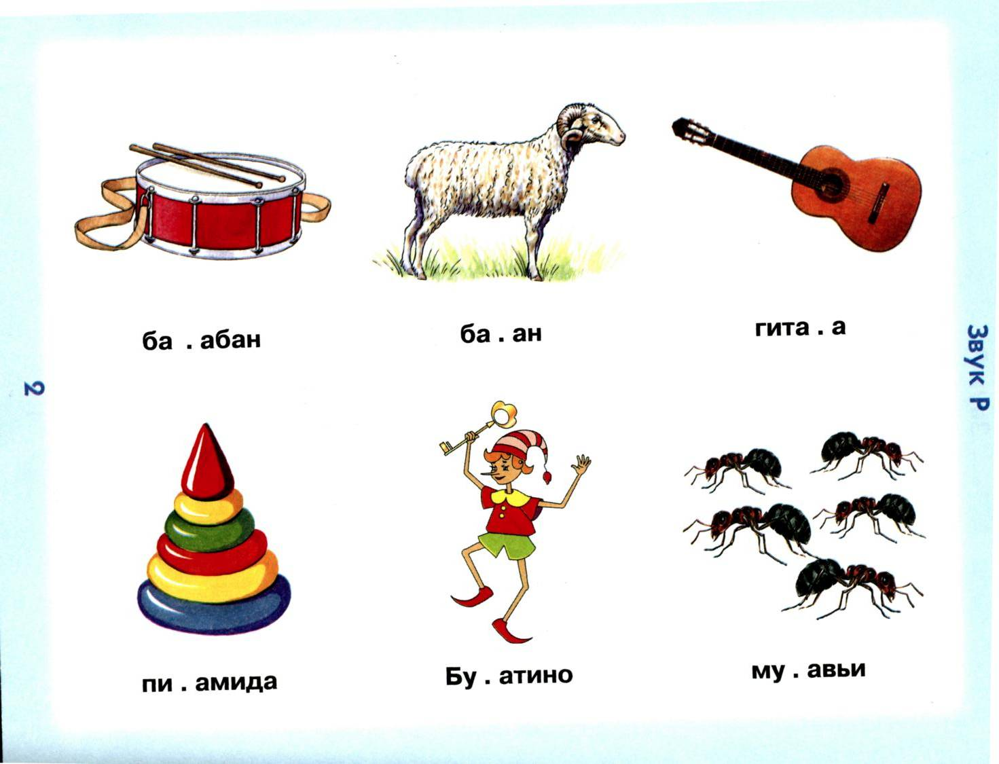 ба . абан
ба . ан
гита . а
пи . амида
Бу . атино
му . авьи
2
Звук Р